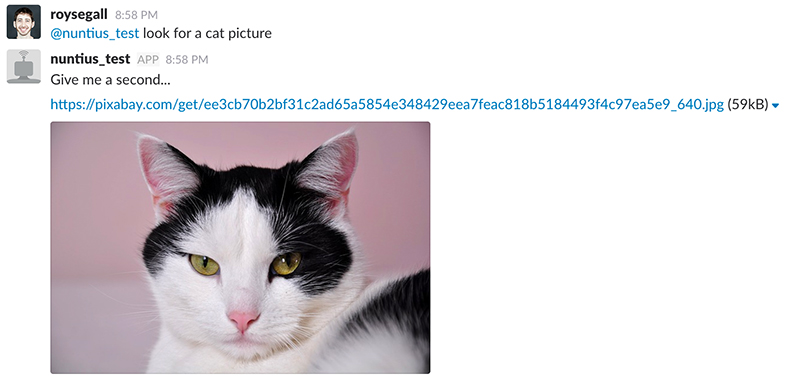 roysegall 8:58 PM
@nuntius_test look for a cat picture
nuntius_test APP 8:58 PM
Give me a second...
https://pixabay.com/get/ee3cb70b2bf31c2ad65a5854e348429eea7feac818b5184493f4c97ea5e9_640.jpg (59kB)